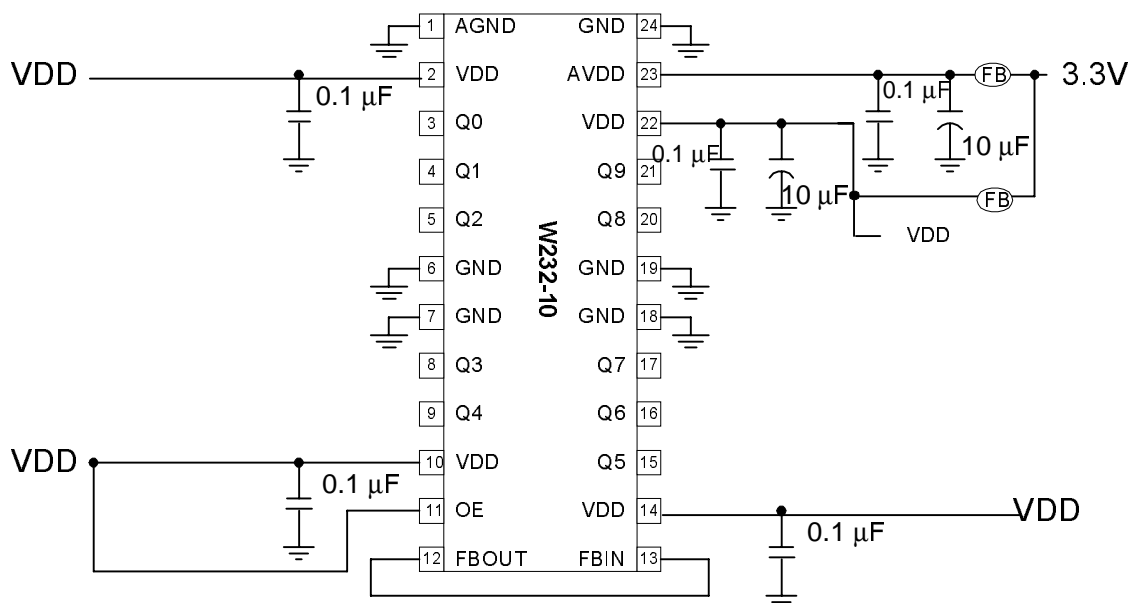 1 AGND GND 24
VDD 2 VDD AVDD 23 FB 3.3V
0.1 μF 0.1 μF
10 μF
3 Q0 VDD 22
0.1 μF
10 μF
4 Q1 Q9 21
FB
5 Q2 Q8 20
VDD
W232-10
6 GND GND 19
7 GND GND 18
8 Q3 Q7 17
9 Q4 Q6 16
VDD 10 VDD Q5 15
0.1 μF
11 OE VDD 14 VDD
0.1 μF
12 FBOUT FBIN 13